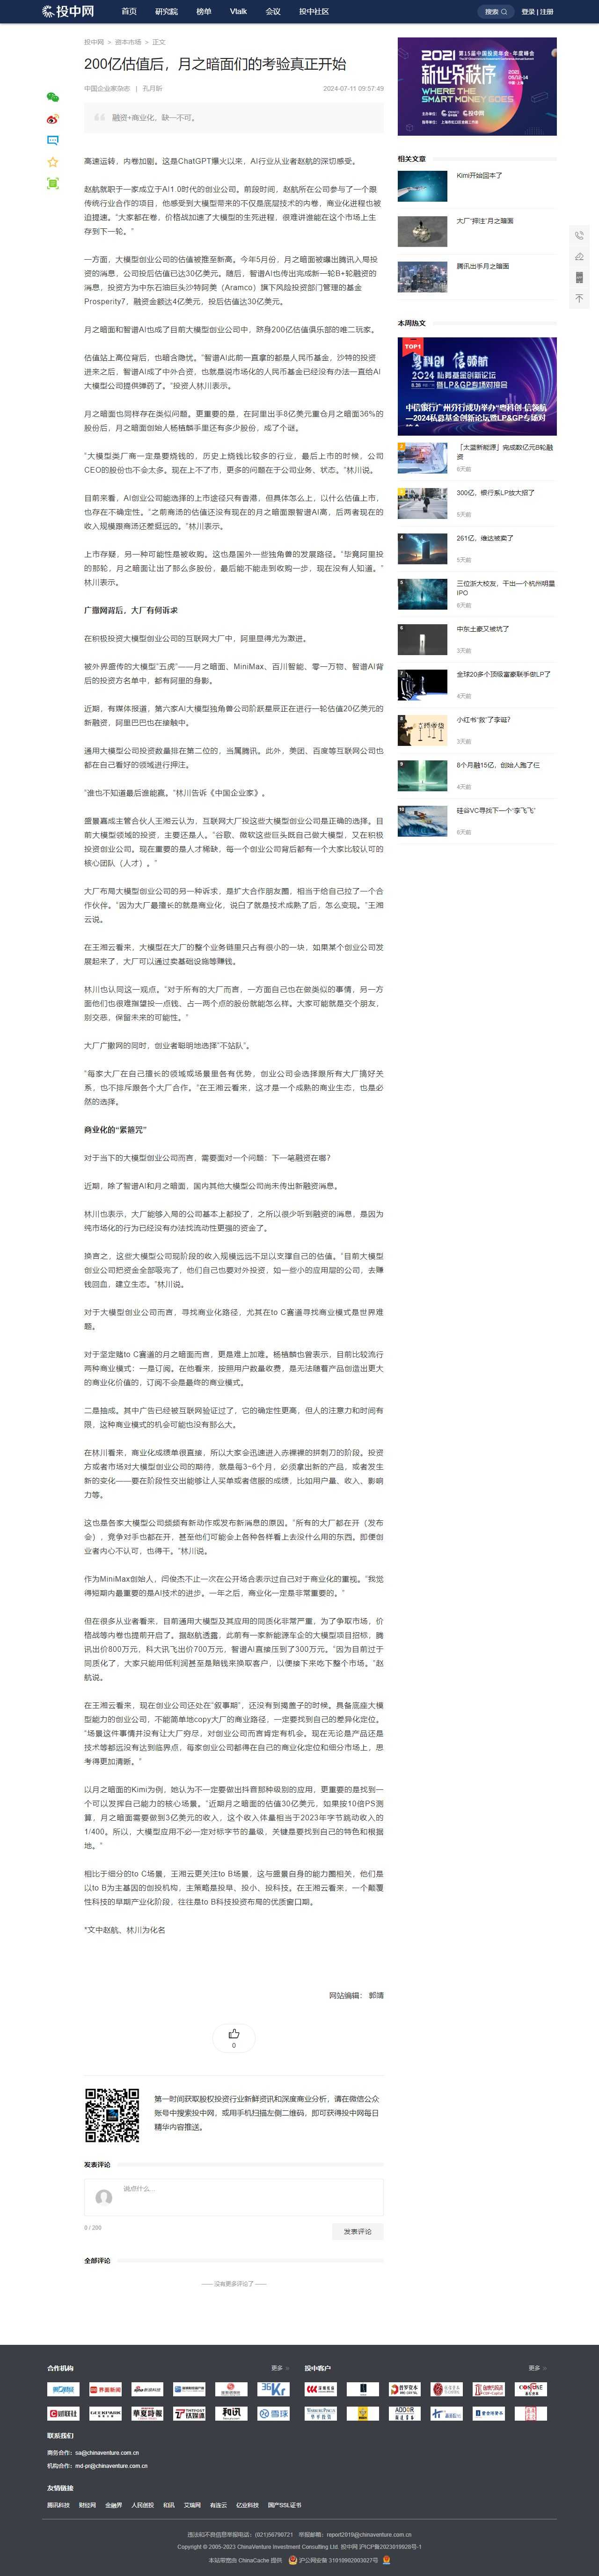 投中网
首页 研究院 榜单 Vtalk 会议 投中社区
搜索
登录 | 注册
投中网 > 资本市场 > 正文
200亿估值后，月之暗面们的考验真正开始
中国企业家杂志 | 孔月昕
2024-07-11 09:57:49
融资+商业化，缺一不可。
高速运转，内卷加剧。这是ChatGPT爆火以来，AI行业从业者赵航的深切感受。
赵航就职于一家成立于AI1.0时代的创业公司。前段时间，赵航所在公司参与了一个跟
传统行业合作的项目，他感受到大模型带来的不仅是底层技术的内卷，商业化进程也被
迫提速。“大家都在卷，价格战加速了大模型的生死进程，很难讲谁能在这个市场上生
存到下一轮。”
一方面，大模型创业公司的估值被推至新高。今年5月份，月之暗面被曝出腾讯入局投
资的消息，公司投后估值已达30亿美元。随后，智谱AI也传出完成新一轮B+轮融资的
消息，投资方为中东石油巨头沙特阿美（Aramco）旗下风险投资部门管理的基金
Prosperity7，融资金额达4亿美元，投后估值达30亿美元。
月之暗面和智谱AI也成了目前大模型创业公司中，跻身200亿估值俱乐部的唯二玩家。
估值站上高位背后，也暗含隐忧。“智谱AI此前一直拿的都是人民币基金，沙特的投资
进来之后，智谱AI成了中外合资，也就是说市场化的人民币基金已经没有办法一直给AI
大模型公司提供弹药了。”投资人林川表示。
月之暗面也同样存在类似问题。更重要的是，在阿里出手8亿美元重仓月之暗面36%的
股份后，月之暗面创始人杨植麟手里还有多少股份，成了个谜。
“大模型类厂商一定是要烧钱的，历史上烧钱比较多的行业，最后上市的时候，公司
CEO的股份也不会太多。现在上不了市，更多的问题在于公司业务、状态。”林川说。
目前来看，AI创业公司能选择的上市途径只有香港，但具体怎么上，以什么估值上市，
也存在不确定性。“之前商汤的估值还没有现在的月之暗面跟智谱AI高，后两者现在的
收入规模跟商汤还差挺远的。”林川表示。
上市存疑，另一种可能性是被收购。这也是国外一些独角兽的发展路径。“毕竟阿里投
的那轮，月之暗面让出了那么多股份，最后能不能走到收购一步，现在没有人知道。”
林川表示。
广撒网背后，大厂有何诉求
在积极投资大模型创业公司的互联网大厂中，阿里显得尤为激进。
被外界盛传的大模型“五虎”——月之暗面、MiniMax、百川智能、零一万物、智谱AI背
后的投资方名单中，都有阿里的身影。
近期，有媒体报道，第六家AI大模型独角兽公司阶跃星辰正在进行一轮估值20亿美元的
新融资，阿里巴巴也在接触中。
通用大模型公司投资数量排在第二位的，当属腾讯。此外，美团、百度等互联网公司也
都在自己看好的领域进行押注。
“谁也不知道最后谁能赢。”林川告诉《中国企业家》。
盛景嘉成主管合伙人王湘云认为，互联网大厂投这些大模型创业公司是正确的选择。目
前大模型领域的投资，主要还是人。“谷歌、微软这些巨头既自己做大模型，又在积极
投资创业公司。现在重要的是人才稀缺，每一个创业公司背后都有一个大家比较认可的
核心团队（人才）。”
大厂布局大模型创业公司的另一种诉求，是扩大合作朋友圈，相当于给自己拉了一个合
作伙伴。“因为大厂最擅长的就是商业化，说白了就是技术成熟了后，怎么变现。”王湘
云说。
在王湘云看来，大模型在大厂的整个业务链里只占有很小的一块，如果某个创业公司发
展起来了，大厂可以通过卖基础设施等赚钱。
林川也认同这一观点。“对于所有的大厂而言，一方面自己也在做类似的事情，另一方
面他们也很难指望投一点钱、占一两个点的股份就能怎么样。大家可能就是交个朋友，
别交恶，保留未来的可能性。”
大厂广撒网的同时，创业者聪明地选择“不站队”。
“每家大厂在自己擅长的领域或场景里各有优势，创业公司会选择跟所有大厂搞好关
系，也不排斥跟各个大厂合作。”在王湘云看来，这才是一个成熟的商业生态，也是必
然的选择。
商业化的“紧箍咒”
对于当下的大模型创业公司而言，需要面对一个问题：下一笔融资在哪？
近期，除了智谱AI和月之暗面，国内其他大模型公司尚未传出新融资消息。
林川也表示，大厂能够入局的公司基本上都投了，之所以很少听到融资的消息，是因为
纯市场化的行为已经没有办法找流动性更强的资金了。
换言之，这些大模型公司现阶段的收入规模远远不足以支撑自己的估值。“目前大模型
创业公司把资金全部吸完了，他们自己也要对外投资，如一些小的应用层的公司，去赚
钱回血，建立生态。”林川说。
对于大模型创业公司而言，寻找商业化路径，尤其在to C赛道寻找商业模式是世界难
题。
对于坚定赌to C赛道的月之暗面而言，更是难上加难。杨植麟也曾表示，目前比较流行
两种商业模式：一是订阅。在他看来，按照用户数量收费，是无法随着产品创造出更大
的商业化价值的，订阅不会是最终的商业模式。
二是抽成。其中广告已经被互联网验证过了，它的确定性更高，但人的注意力和时间有
限，这种商业模式的机会可能也没有那么大。
在林川看来，商业化成绩单很直接，所以大家会迅速进入赤裸裸的拼刺刀的阶段。投资
方或者市场对大模型创业公司的期待，就是每3~6个月，必须拿出新的产品，或者发生
新的变化——要在阶段性交出能够让人买单或者信服的成绩，比如用户量、收入、影响
力等。
这也是各家大模型公司频频有新动作或发布新消息的原因。“所有的大厂都在开（发布
会），竞争对手也都在开，甚至他们可能会上各种各样看上去没什么用的东西。即便创
业者内心不认可，也得干。”林川说。
作为MiniMax创始人，闫俊杰不止一次在公开场合表示过自己对于商业化的重视。“我觉
得短期内最重要的是AI技术的进步。一年之后，商业化一定是非常重要的。”
但在很多从业者看来，目前通用大模型及其应用的同质化非常严重，为了争取市场，价
格战等内卷也提前开启了。据赵航透露，此前有一家新能源车企的大模型项目招标，腾
讯出价800万元，科大讯飞出价700万元，智谱AI直接压到了300万元。“因为目前过于
同质化了，大家只能用低利润甚至是赔钱来换取客户，以便接下来吃下整个市场。”赵
航说。
在王湘云看来，现在创业公司还处在“叙事期”，还没有到揭盖子的时候。具备底座大模
型能力的创业公司，不能简单地copy大厂的商业路径，一定要找到自己的差异化定位。
“场景这件事情并没有让大厂穷尽，对创业公司而言肯定有机会。现在无论是产品还是
技术等都远没有达到临界点，每家创业公司都得在自己的商业化定位和细分市场上，思
考得更加清晰。”
以月之暗面的Kimi为例，她认为不一定要做出抖音那种级别的应用，更重要的是找到一
个可以发挥自己能力的核心场景。“近期月之暗面的估值30亿美元，如果按10倍PS测
算，月之暗面需要做到3亿美元的收入，这个收入体量相当于2023年字节跳动收入的
1/400。所以，大模型应用不必一定对标字节的量级，关键是要找到自己的特色和根据
地。”
相比于细分的to C场景，王湘云更关注to B场景，这与盛景自身的能力圈相关，他们是
以to B为主基因的创投机构，主策略是投早、投小、投科技。在王湘云看来，一个颠覆
性科技的早期产业化阶段，往往是to B科技投资布局的优质窗口期。
*文中赵航、林川为化名
网站编辑： 郭靖
0
第一时间获取股权投资行业新鲜资讯和深度商业分析，请在微信公众
账号中搜索投中网，或用手机扫描左侧二维码，即可获得投中网每日
精华内容推送。
发表评论
说点什么...
0 / 200
发表评论
全部评论
—— 没有更多评论了 ——
2021 第15届中国投资年会·年度峰会
新世界秩序
WHERE THE SMART MONEY GOES
相关文章
Kimi开始回本了
大厂“押注”月之暗面
腾讯出手月之暗面
本周热文
TOP1
粤科创 信领航
2024 私募基金创新论坛
暨LP&GP专场对接会
中信银行广州分行成功举办“粤科创·信领航
—2024私募基金创新论坛暨LP&GP专场对
接会
「太蓝新能源」完成数亿元B轮融
资
6天前
300亿，银行系LP放大招了
5天前
261亿，维达被卖了
5天前
三位浙大校友，干出一个杭州明星
IPO
6天前
中东土豪又被坑了
3天前
全球20多个顶级富豪联手做LP了
4天前
小红书“救”了李诞?
3天前
8个月融15亿，创始人跑了仨
4天前
硅谷VC寻找下一个“李飞飞”
6天前
合作机构
更多
投中客户
更多
界面新闻
36Kr
财联社
GEEKPARK
华夏时报
钛媒体
和讯
雪球
联系我们
商务合作：sa@chinaventure.com.cn
机构合作：md-pr@chinaventure.com.cn
友情链接
腾讯科技 财经网 金融界 人民创投 和讯 艾瑞网 有连云 亿业科技 国产SSL证书
违法和不良信息举报电话：(021)56790721 举报邮箱：report2019@chinaventure.com.cn
Copyright © 2005-2023 ChinaVenture Investment Consulting Ltd. 投中网 沪ICP备2023019928号-1
本站带宽由 ChinaCache 提供 沪公网安备 31010902003027号